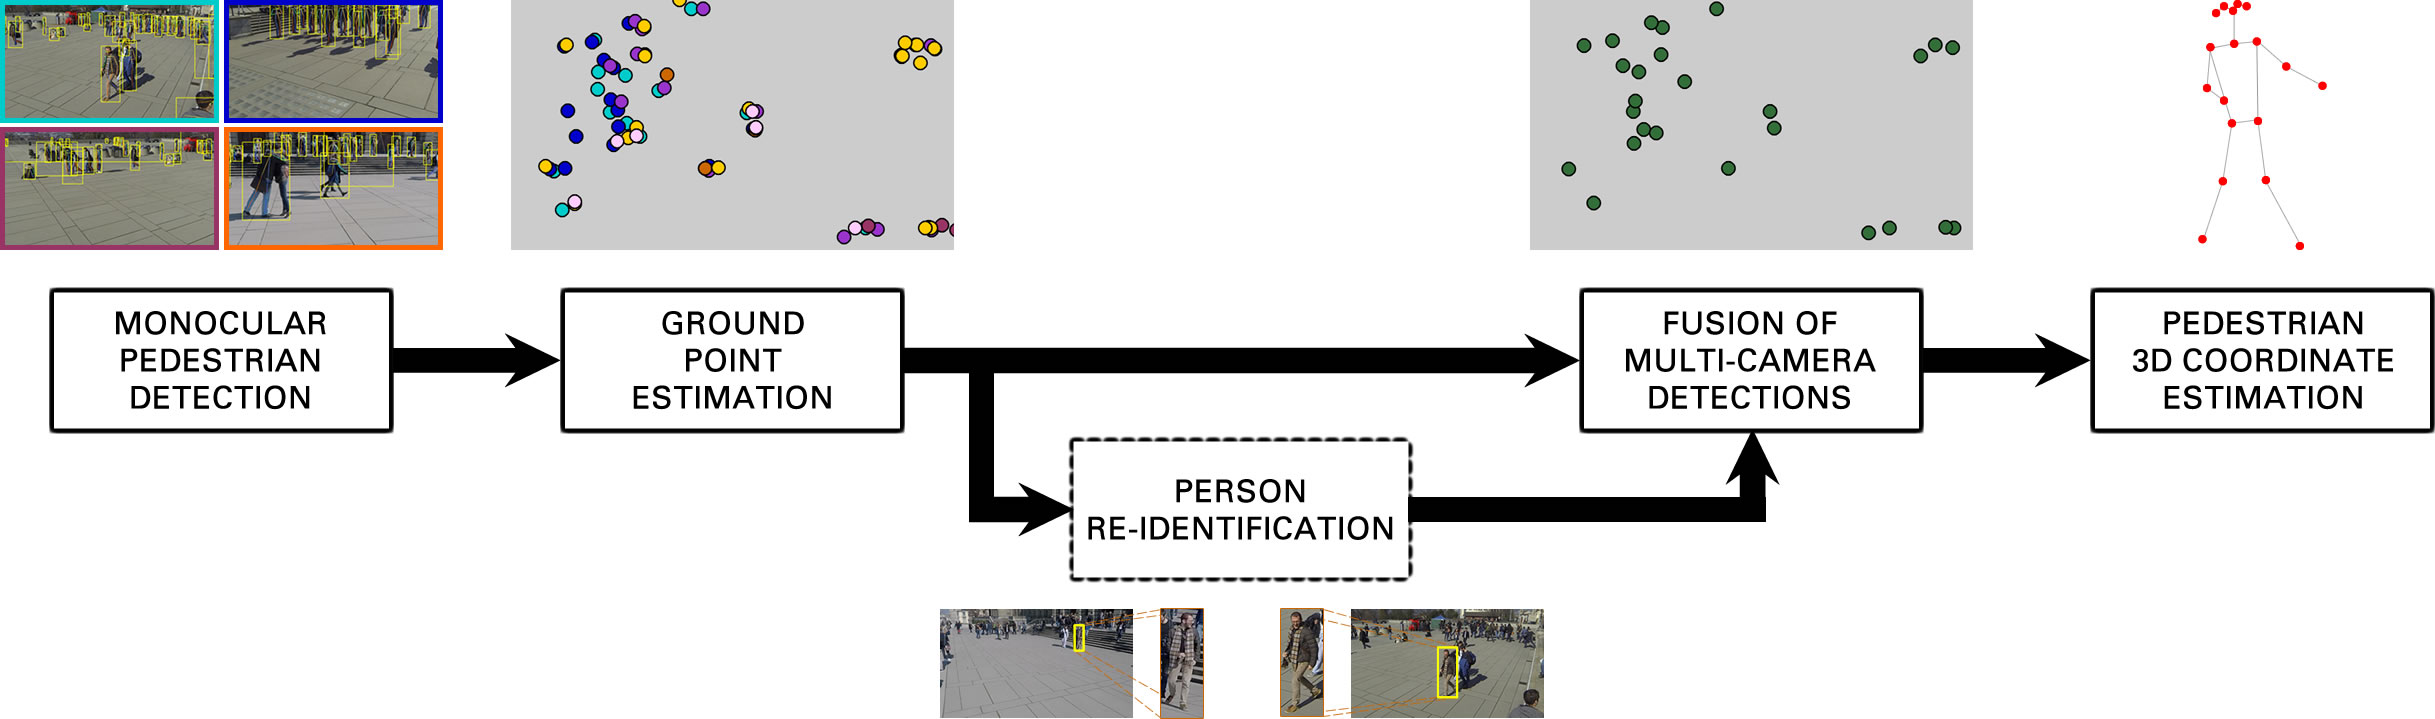 MONOCULAR
PEDESTRIAN
DETECTION
GROUND
POINT
ESTIMATION
FUSION OF
MULTI-CAMERA
DETECTIONS
PEDESTRIAN
3D COORDINATE
ESTIMATION
PERSON
RE-IDENTIFICATION